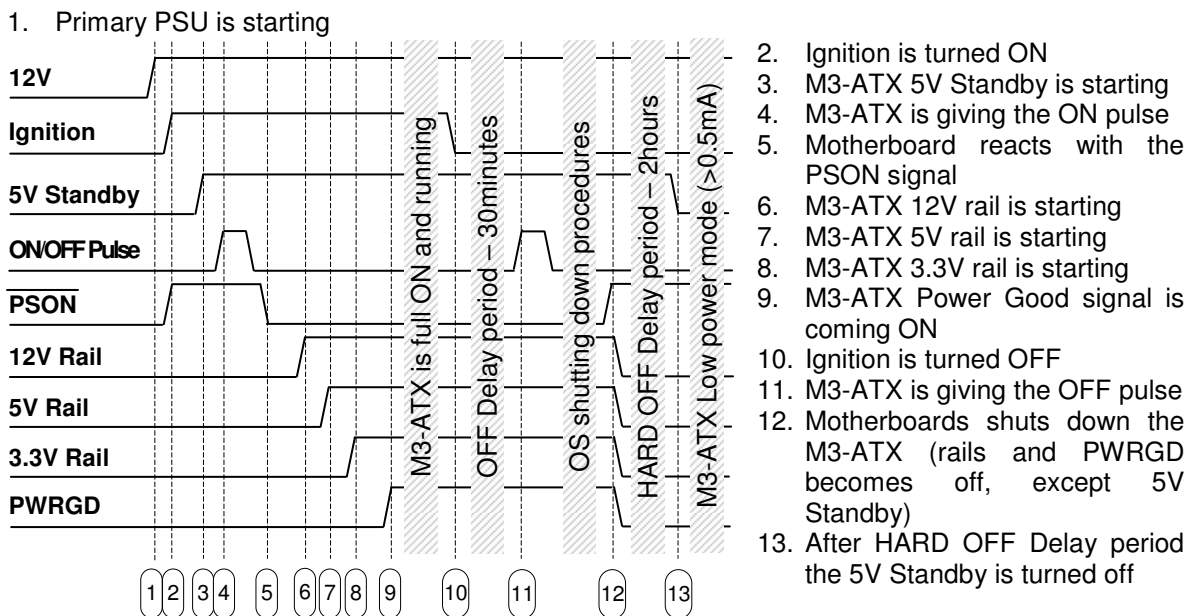 1. Primary PSU is starting
12V
Ignition
5V Standby
ON/OFF Pulse
PSON
12V Rail
5V Rail
3.3V Rail
PWRGD
M3-ATX is full ON and running
OFF Delay period – 30minutes
OS shutting down procedures
HARD OFF Delay period – 2hours
M3-ATX Low power mode (>0.5mA)
1 2 3 4 5 6 7 8 9 10 11 12 13
2. Ignition is turned ON
3. M3-ATX 5V Standby is starting
4. M3-ATX is giving the ON pulse
5. Motherboard reacts with the
PSON signal
6. M3-ATX 12V rail is starting
7. M3-ATX 5V rail is starting
8. M3-ATX 3.3V rail is starting
9. M3-ATX Power Good signal is
coming ON
10. Ignition is turned OFF
11. M3-ATX is giving the OFF pulse
12. Motherboards shuts down the
M3-ATX (rails and PWRGD
becomes off, except 5V
Standby)
13. After HARD OFF Delay period
the 5V Standby is turned off